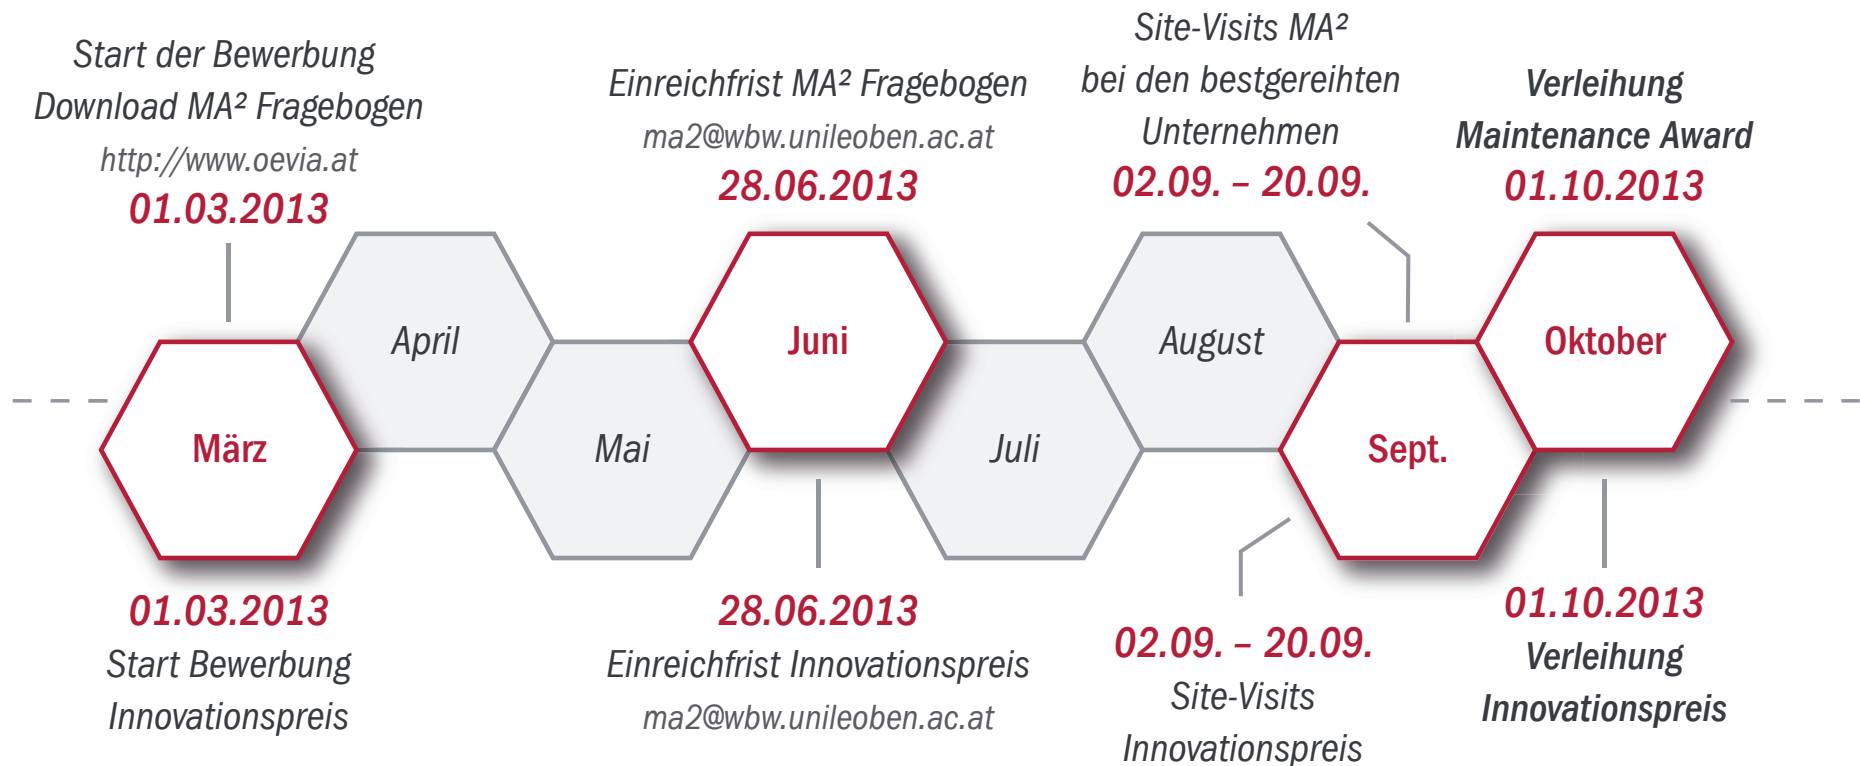 Start der Bewerbung
Download MA² Fragebogen
http://www.oevia.at
01.03.2013
Einreichfrist MA² Fragebogen
ma2@wbw.unileoben.ac.at
28.06.2013
Site-Visits MA²
bei den bestgereihten
Unternehmen
02.09. – 20.09.
Verleihung
Maintenance Award
01.10.2013
März
April
Mai
Juni
Juli
August
Sept.
Oktober
01.03.2013
Start Bewerbung
Innovationspreis
28.06.2013
Einreichfrist Innovationspreis
ma2@wbw.unileoben.ac.at
02.09. – 20.09.
Site-Visits
Innovationspreis
01.10.2013
Verleihung
Innovationspreis